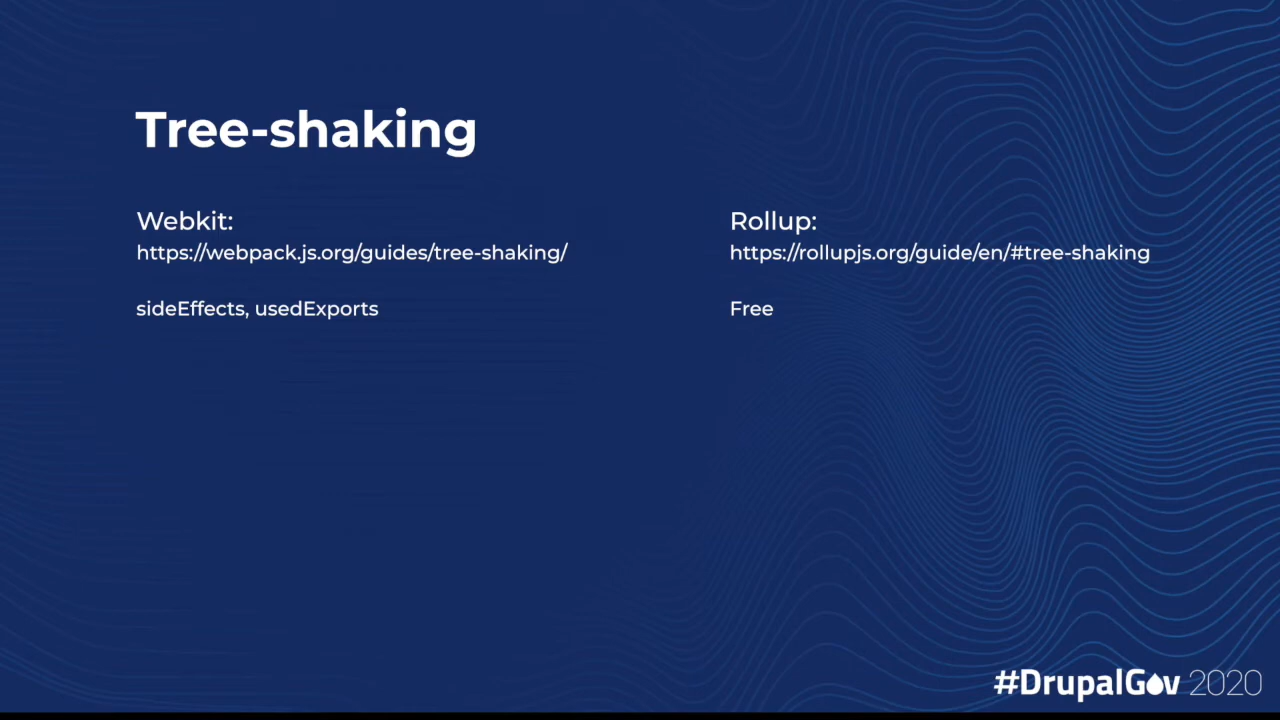 Tree-shaking
Webkit:
https://webpack.js.org/guides/tree-shaking/
sideEffects, usedExports
Rollup:
https://rollupjs.org/guide/en/#tree-shaking
Free
#DrupalGov 2020